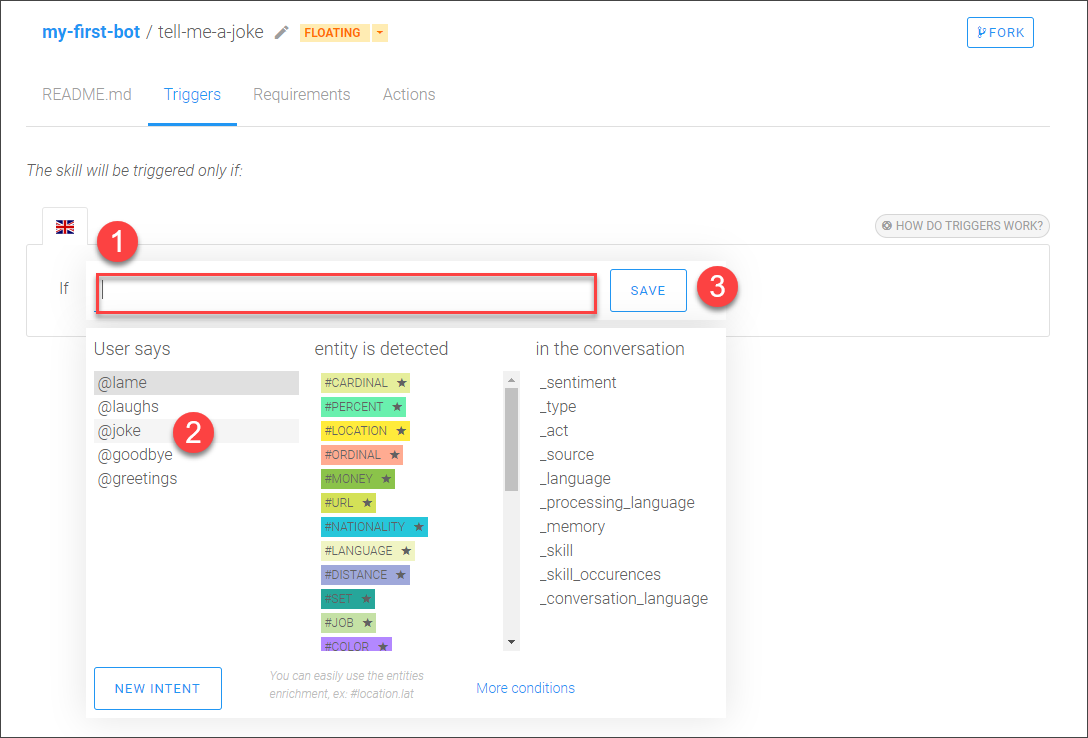 my-first-bot / tell-me-a-joke FLOATING
FORK
README.md Triggers Requirements Actions
The skill will be triggered only if:
HOW DO TRIGGERS WORK?
1
If
SAVE
3
User says
@lame
@laughs
@joke
2
@goodbye
@greetings
entity is detected
#CARDINAL ★
#PERCENT ★
#LOCATION ★
#ORDINAL ★
#MONEY ★
#URL ★
#NATIONALITY ★
#LANGUAGE ★
#DISTANCE ★
#SET ★
#JOB ★
#COLOR ★
in the conversation
_sentiment
_type
_act
_source
_language
_processing_language
_memory
_skill
_skill_occurences
_conversation_language
NEW INTENT
You can easily use the entities
enrichment, ex: #location.lat
More conditions